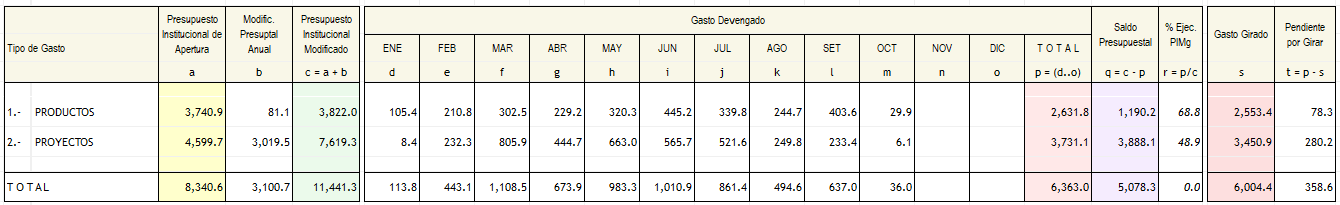 Tipo de Gasto Presupuesto Institucional de Apertura Modific. Presuptal Anual Presupuesto Institucional Modificado Gasto Devengado Saldo Presupuestal % Ejec. PIMg Gasto Girado Pendiente por Girar
ENE FEB MAR ABR MAY JUN JUL AGO SET OCT NOV DIC T O T A L
a b c = a + b d e f g h i j k l m n o p = (d..o) q = c - p r = p/c s t = p - s
1.- PRODUCTOS 3,740.9 81.1 3,822.0 105.4 210.8 302.5 229.2 320.3 445.2 339.8 244.7 403.6 29.9 2,631.8 1,190.2 68.8 2,553.4 78.3
2.- PROYECTOS 4,599.7 3,019.5 7,619.3 8.4 232.3 805.9 444.7 663.0 565.7 521.6 249.8 233.4 6.1 3,731.1 3,888.1 48.9 3,450.9 280.2
T O T A L 8,340.6 3,100.7 11,441.3 113.8 443.1 1,108.5 673.9 983.3 1,010.9 861.4 494.6 637.0 36.0 6,363.0 5,078.3 0.0 6,004.4 358.6